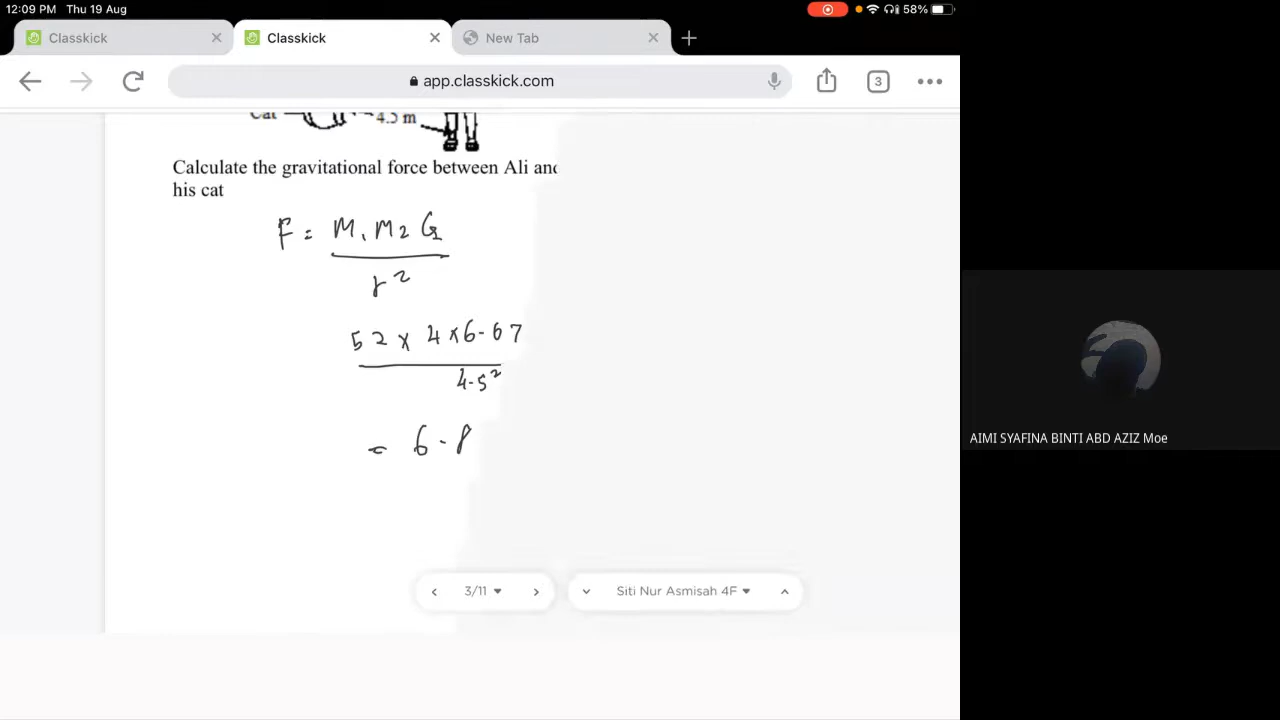 12:09 PM Thu 19 Aug 58%
Classkick Classkick New Tab
app.classkick.com 3
Cat 4.5 m
Calculate the gravitational force between Ali and
his cat
F = M1 M2 G
r²
52 x 4 x 6.67
4.5²
= 6.8
AIMI SYAFINA BINTI ABD AZIZ Moe
3/11 Siti Nur Asmisah 4F